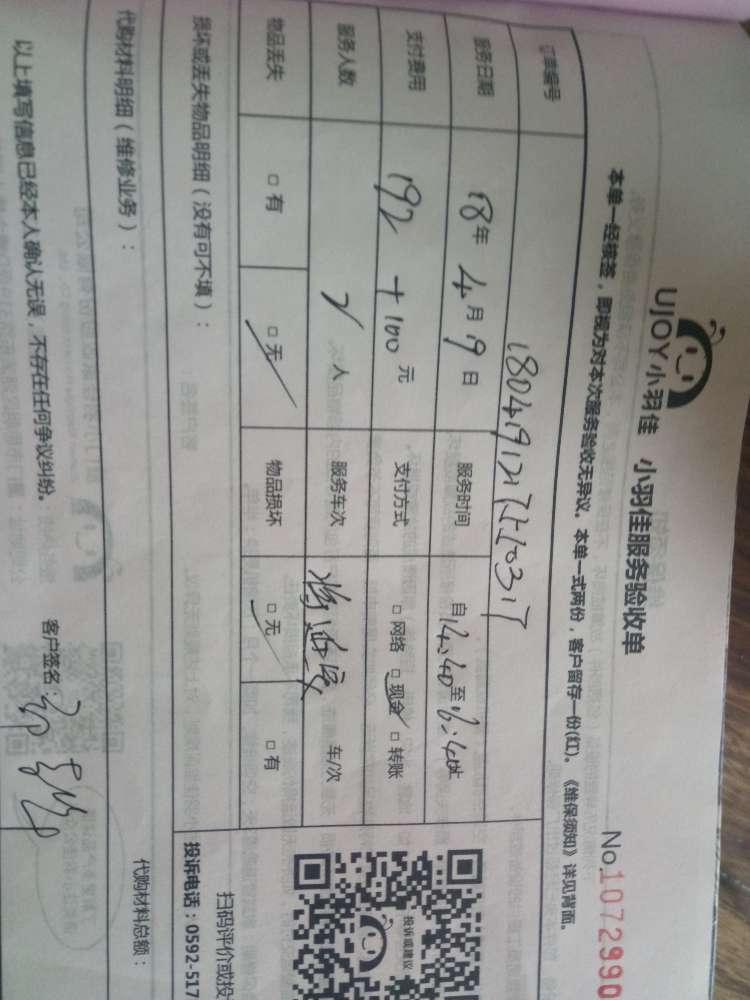 UJOY小羽佳 小羽佳服务验收单
No.1072990
本单一经核签，即视为对本次服务验收无异议。本单一式两份，客户留存一份(红)。《维保须知》详见背面。
订单编号
服务日期 18年 4月 19日 服务时间 自14:40至16:40
支付费用 192 +100 元 支付方式 □网络 □现金 □转账
服务人数 2 人 服务车次 车/次
物品丢失 □有 □无 物品损坏 □无 □有
损坏或丢失物品明细（没有可不填）：
投诉或建议
扫码评价或投
投诉电话：0592-517
代购材料明细（维修业务）： 代购材料总额：
以上填写信息已经本人确认无误，不存在任何争议纠纷。 客户签名：